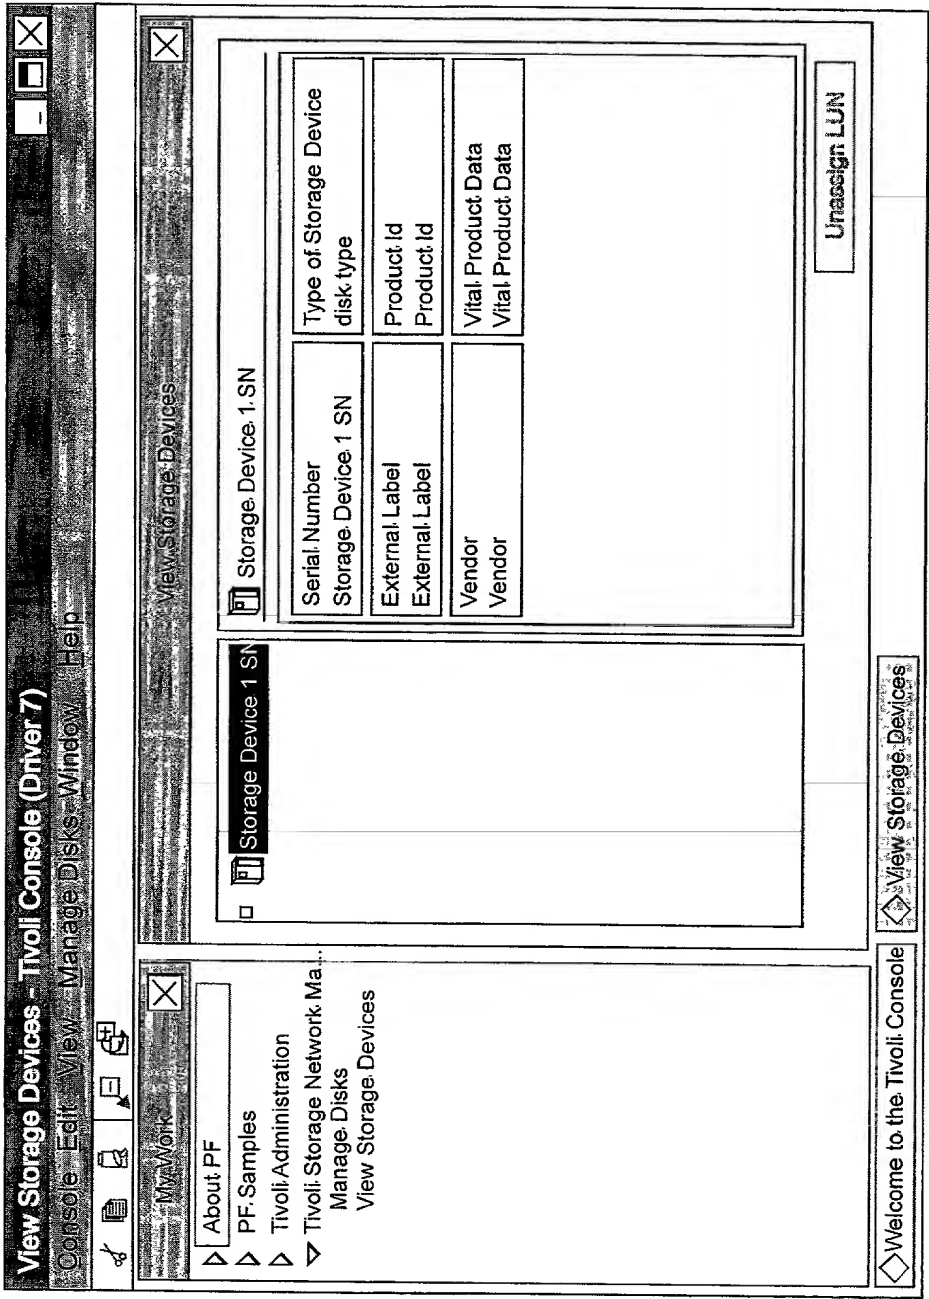 View Storage Devices - Tivoli Console (Driver 7)
Console Edit View Manage Disks Window Help
My Work
About PF
PF Samples
Tivoli Administration
Tivoli Storage Network Ma...
Manage Disks
View Storage Devices
View Storage Devices
Storage Device 1 SN
Storage Device 1 SN
Serial Number
Storage Device 1 SN
Type of Storage Device
disk type
External Label
External Label
Product Id
Product Id
Vendor
Vendor
Vital Product Data
Vital Product Data
Unassign LUN
Welcome to the Tivoli Console
View Storage Devices